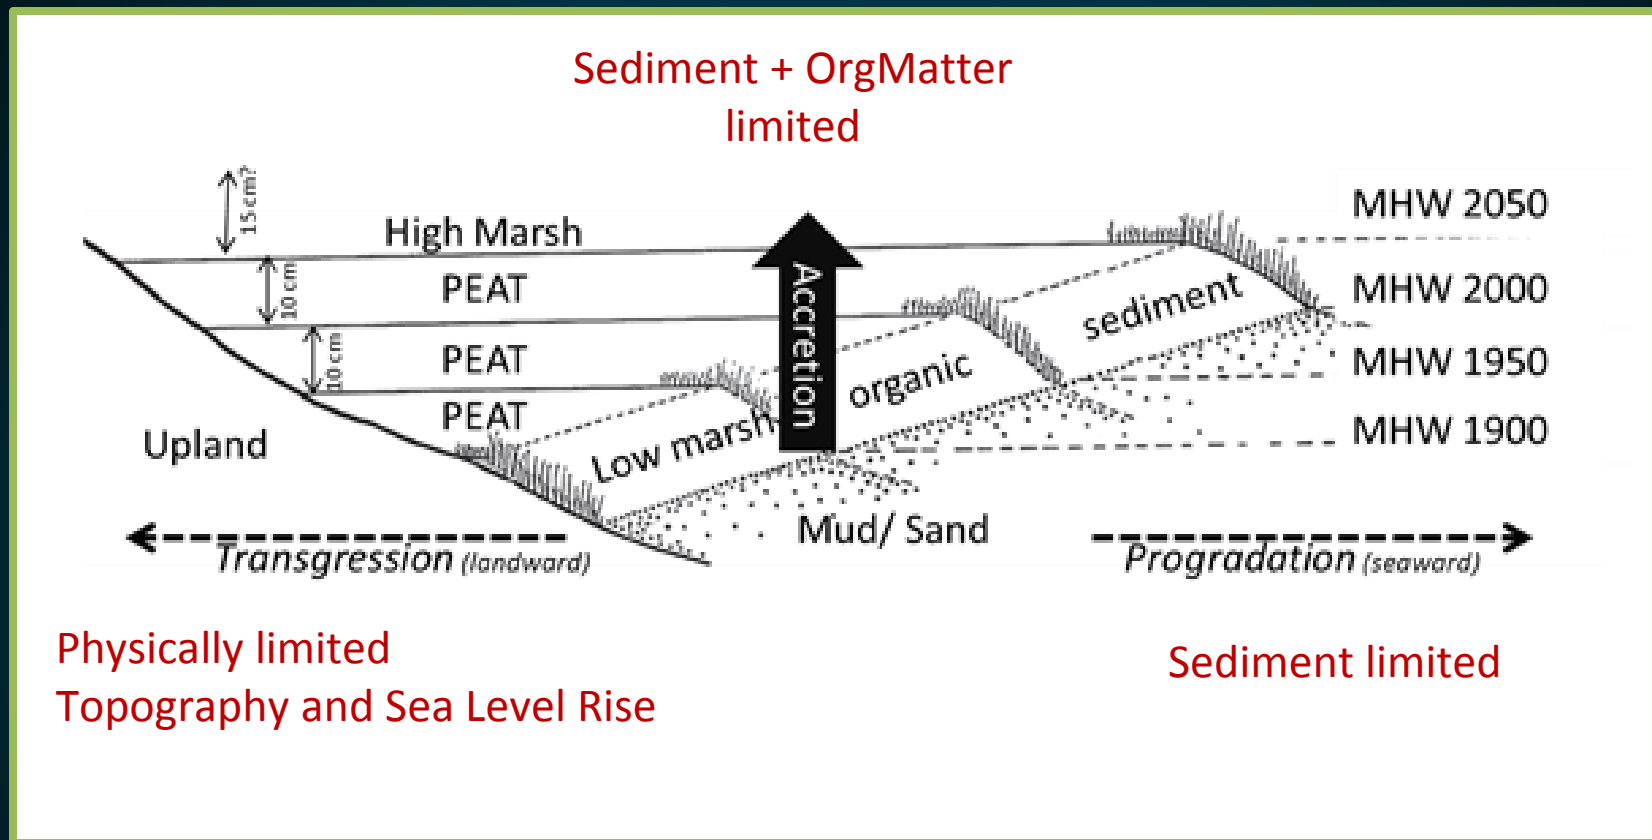 Sediment + OrgMatter
limited
15 cm?
MHW 2050
High Marsh
10 cm
PEAT
MHW 2000
sediment
10 cm
PEAT
MHW 1950
organic
Accretion
PEAT
MHW 1900
Upland
Low marsh
Mud/ Sand
Transgression (landward)
Progradation (seaward)
Physically limited
Topography and Sea Level Rise
Sediment limited